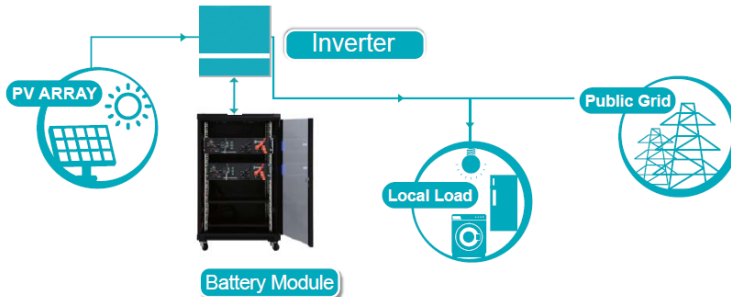 Inverter
PV ARRAY
Public Grid
Local Load
Battery Module